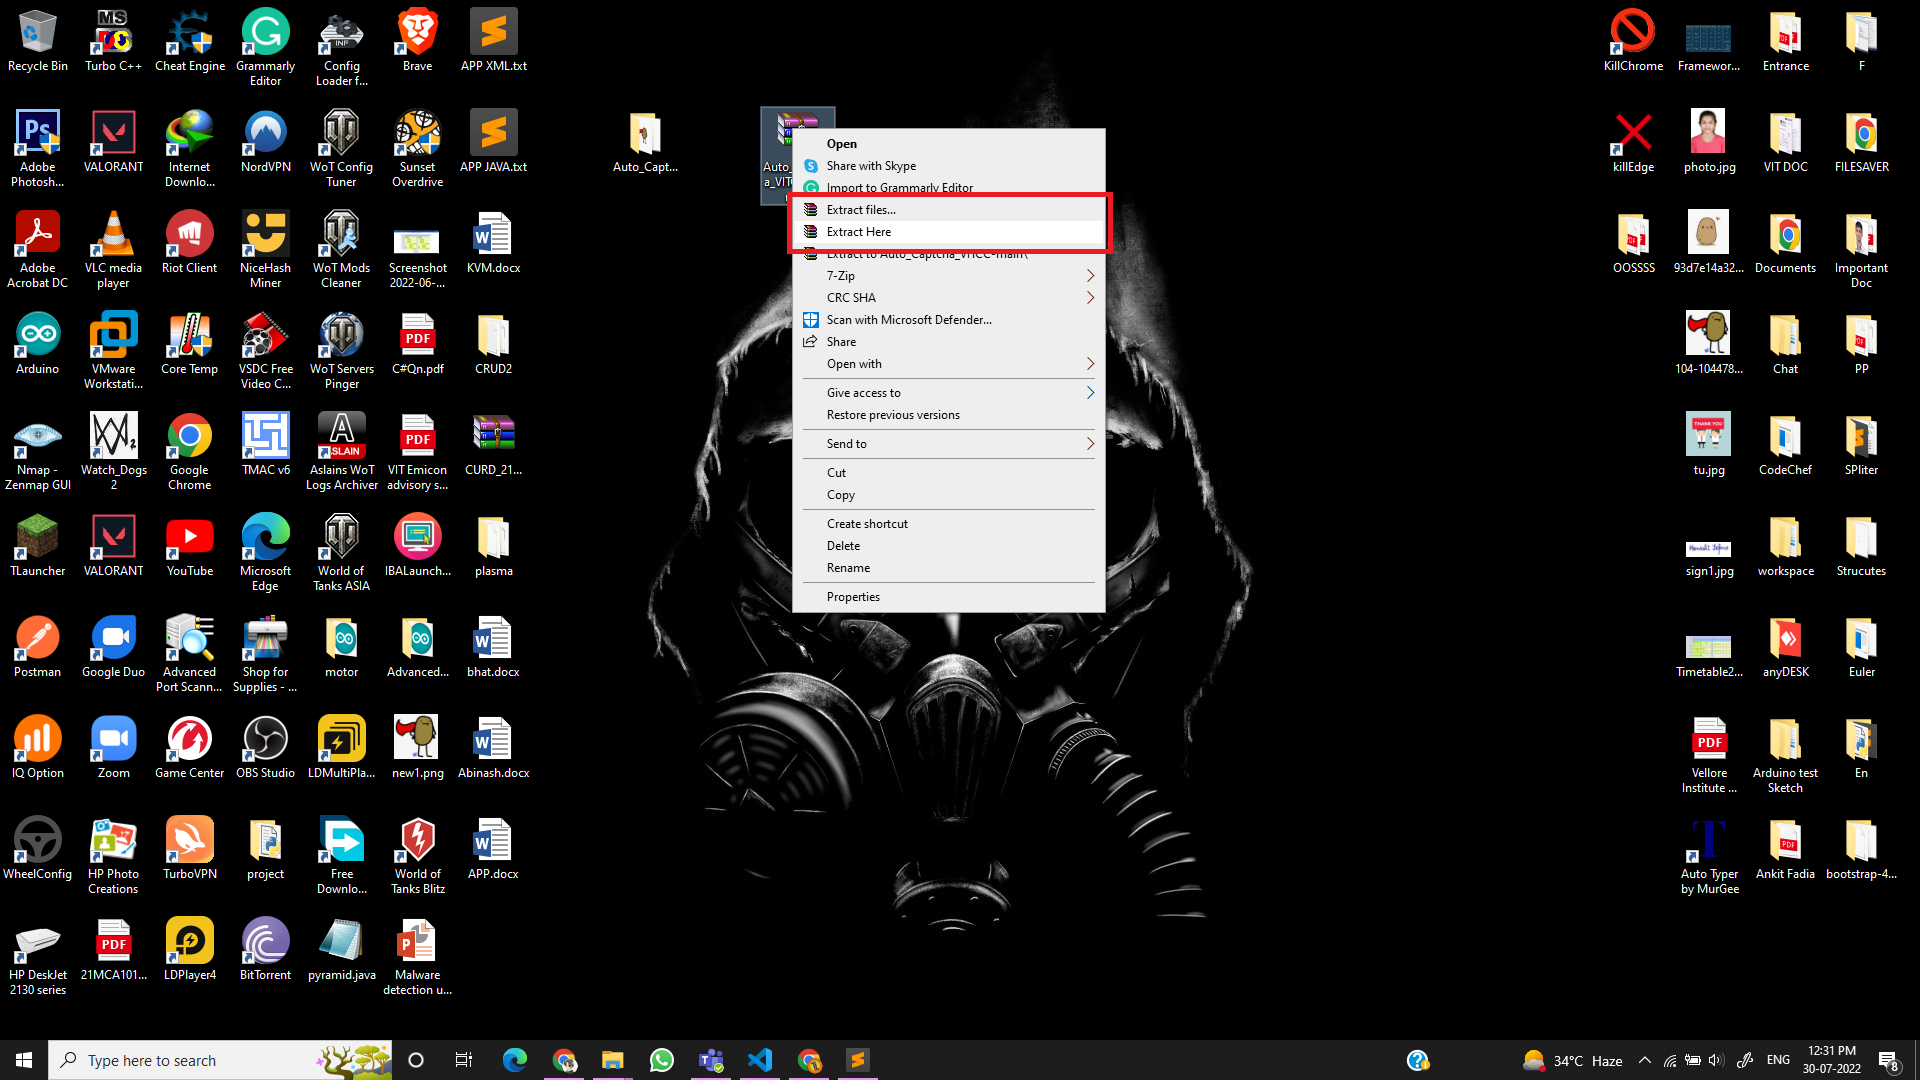 Recycle Bin
Turbo C++
Cheat Engine
Grammarly
Editor
Config
Loader f...
Brave
APP XML.txt
Adobe
Photosh...
VALORANT
Internet
Downlo...
NordVPN
WoT Config
Tuner
Sunset
Overdrive
APP JAVA.txt
Adobe
Acrobat DC
VLC media
player
Riot Client
NiceHash
Miner
WoT Mods
Cleaner
Screenshot
2022-06-...
KVM.docx
Arduino
VMware
Workstati...
Core Temp
VSDC Free
Video C...
WoT Servers
Pinger
C#Qn.pdf
CRUD2
Nmap -
Zenmap GUI
Watch_Dogs
2
Google
Chrome
TMAC v6
Aslains WoT
Logs Archiver
VIT Emicon
advisory s...
CURD_21...
TLauncher
VALORANT
YouTube
Microsoft
Edge
World of
Tanks ASIA
IBALaunch...
plasma
Postman
Google Duo
Advanced
Port Scann...
Shop for
Supplies - ...
motor
Advanced...
bhat.docx
IQ Option
Zoom
Game Center
OBS Studio
LDMultiPla...
new1.png
Abinash.docx
WheelConfig
HP Photo
Creations
TurboVPN
project
Free
Downlo...
World of
Tanks Blitz
APP.docx
HP DeskJet
2130 series
21MCA101...
LDPlayer4
BitTorrent
pyramid.java
Malware
detection u...
Auto_Capt...
Open
Share with Skype
Import to Grammarly Editor
Extract files...
Extract Here
Extract to Auto_Captcha_VITCC-main\
7-Zip
CRC SHA
Scan with Microsoft Defender...
Share
Open with
Give access to
Restore previous versions
Send to
Cut
Copy
Create shortcut
Delete
Rename
Properties
KillChrome
Framewor...
Entrance
F
killEdge
photo.jpg
VIT DOC
FILESAVER
OOSSSS
93d7e14a32...
Documents
Important
Doc
104-104478...
Chat
PP
THANK YOU
tu.jpg
CodeChef
SPliter
sign1.jpg
workspace
Strucutes
Timetable2...
anyDESK
Euler
Vellore
Institute ...
Arduino test
Sketch
En
Auto Typer
by MurGee
Ankit Fadia
bootstrap-4...
Type here to search
34°C Haze
ENG
12:31 PM
30-07-2022
8